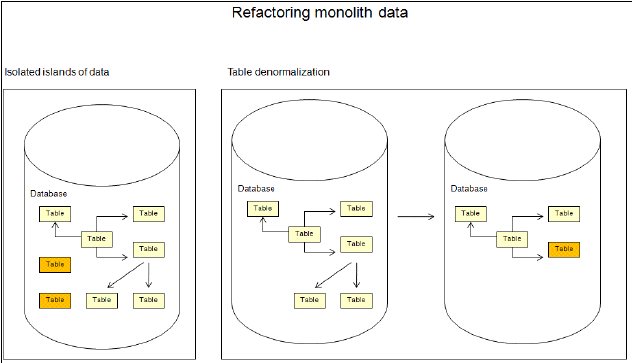 Refactoring monolith data
Isolated islands of data
Table denormalization
Database
Table
Table
Table
Table
Table
Table
Table
Table
Database
Table
Table
Table
Table
Table
Table
Database
Table
Table
Table
Table